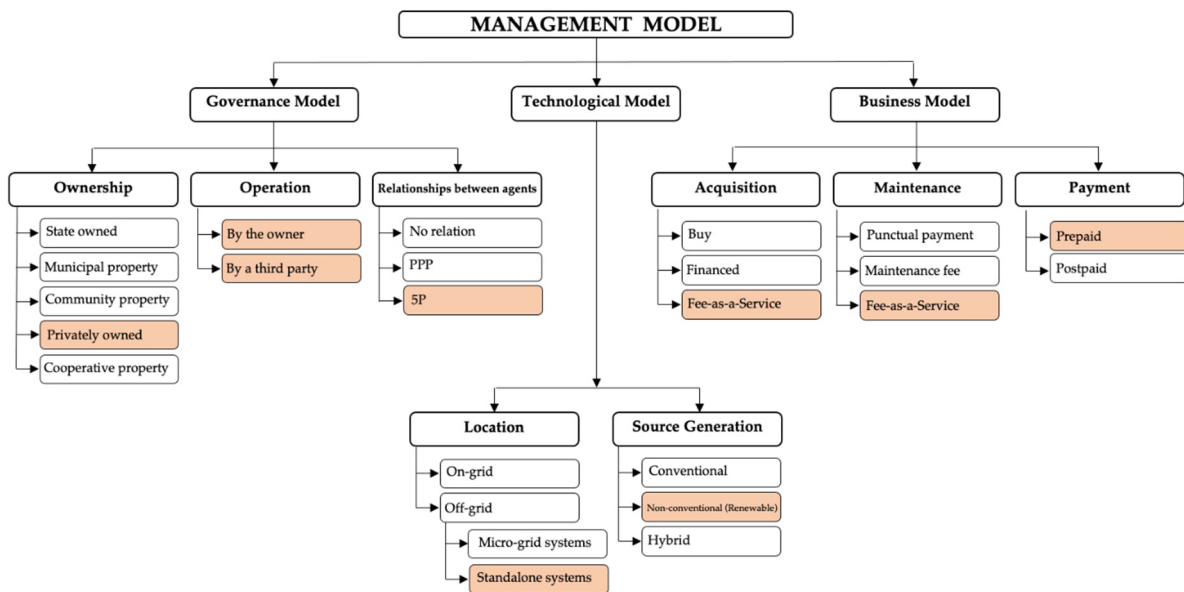 MANAGEMENT MODEL
Governance Model
Technological Model
Business Model
Ownership
Operation
Relationships between agents
Acquisition
Maintenance
Payment
State owned
Municipal property
Community property
Privately owned
Cooperative property
By the owner
By a third party
No relation
PPP
5P
Buy
Financed
Fee-as-a-Service
Punctual payment
Maintenance fee
Fee-as-a-Service
Prepaid
Postpaid
Location
Source Generation
On-grid
Off-grid
Micro-grid systems
Standalone systems
Conventional
Non-conventional (Renewable)
Hybrid